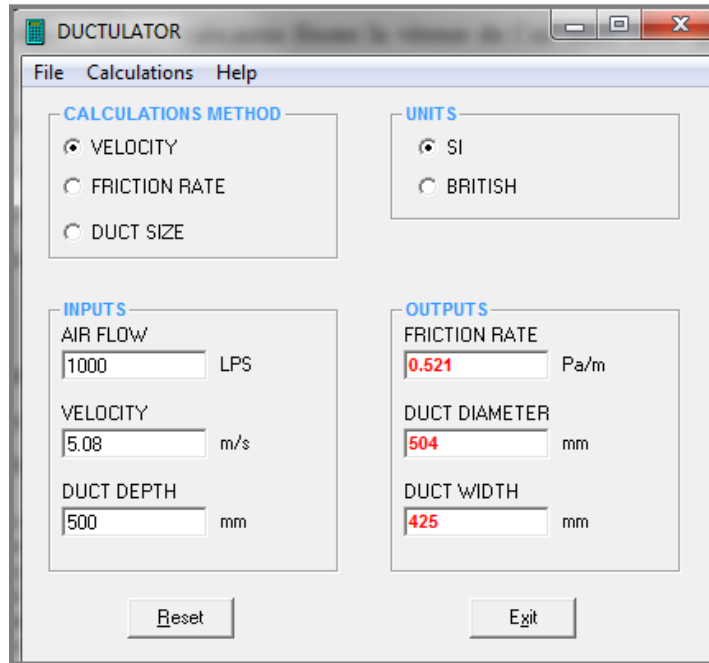 DUCTULATOR
File Calculations Help
CALCULATIONS METHOD
VELOCITY
FRICTION RATE
DUCT SIZE
UNITS
SI
BRITISH
INPUTS
AIR FLOW
1000 LPS
VELOCITY
5.08 m/s
DUCT DEPTH
500 mm
OUTPUTS
FRICTION RATE
0.521 Pa/m
DUCT DIAMETER
504 mm
DUCT WIDTH
425 mm
Reset
Exit